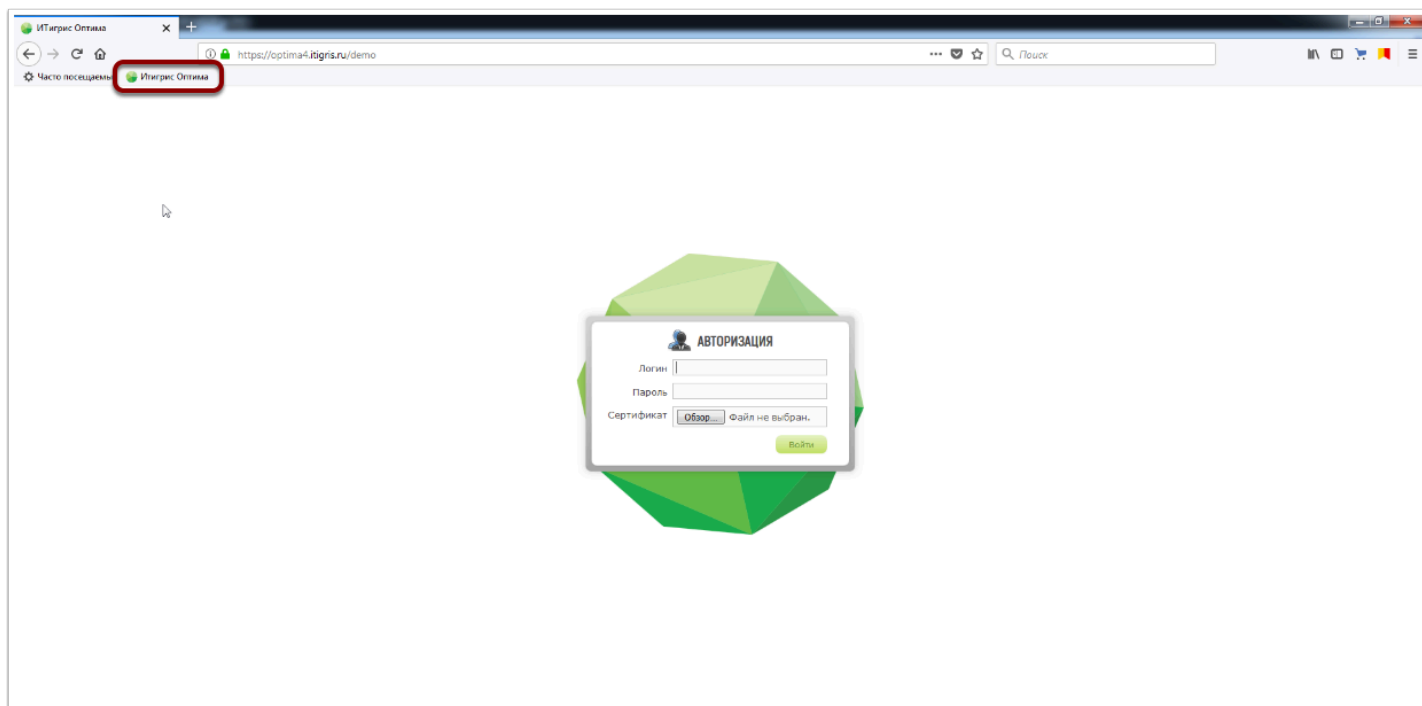 ИТигрис Оптима
https://optima4.itigris.ru/demo
Поиск
Часто посещаемы
Итигрис Оптима
АВТОРИЗАЦИЯ
Логин
Пароль
Сертификат Обзор... Файл не выбран.
Войти